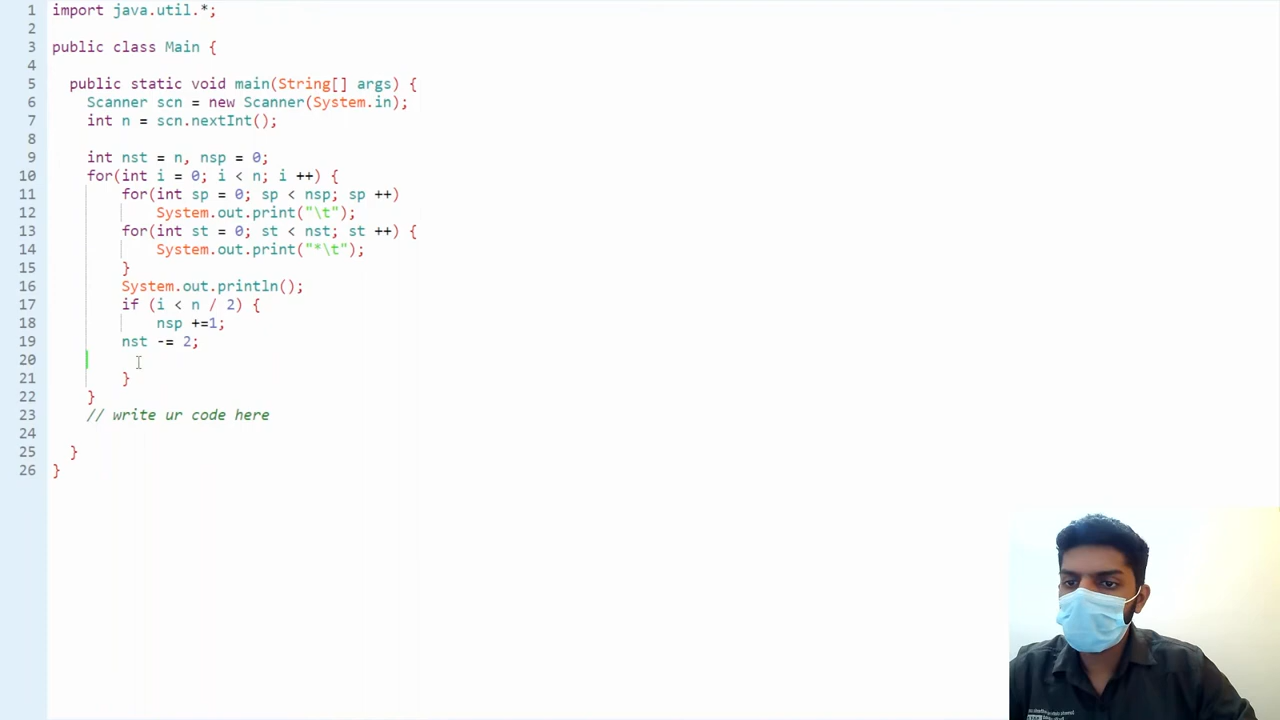 1 import java.util.*;
2
3 public class Main {
4
5 public static void main(String[] args) {
6 Scanner scn = new Scanner(System.in);
7 int n = scn.nextInt();
8
9 int nst = n, nsp = 0;
10 for(int i = 0; i < n; i ++) {
11 for(int sp = 0; sp < nsp; sp ++)
12 System.out.print("\t");
13 for(int st = 0; st < nst; st ++) {
14 System.out.print("*\t");
15 }
16 System.out.println();
17 if (i < n / 2) {
18 nsp +=1;
19 nst -= 2;
20
21 }
22 }
23 // write ur code here
24
25 }
26 }